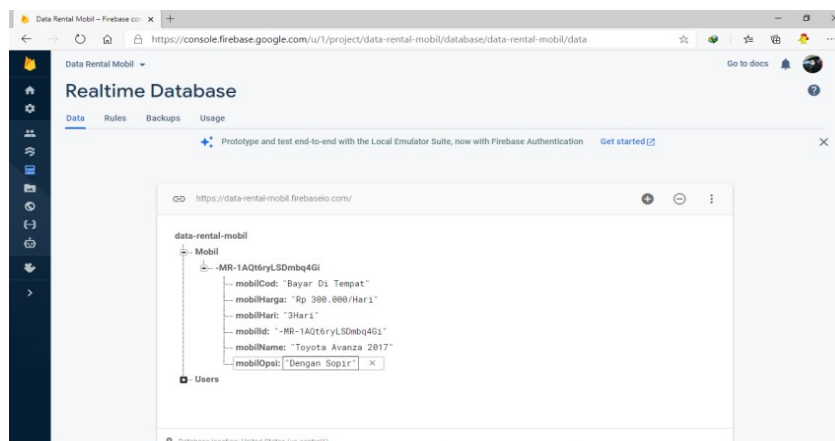 Data Rental Mobil – Firebase con
https://console.firebase.google.com/u/1/project/data-rental-mobil/database/data-rental-mobil/data
Data Rental Mobil
Go to docs
Realtime Database
Data Rules Backups Usage
Prototype and test end-to-end with the Local Emulator Suite, now with Firebase Authentication Get started
https://data-rental-mobil.firebaseio.com/
data-rental-mobil
Mobil
-MR-1AQt6ryLSDmbq4Gi
mobilCod: "Bayar Di Tempat"
mobilHarga: "Rp 300.000/Hari"
mobilHari: "3Hari"
mobilId: "-MR-1AQt6ryLSDmbq4Gi"
mobilName: "Toyota Avanza 2017"
mobilOpsi: "Dengan Sopir"
Users